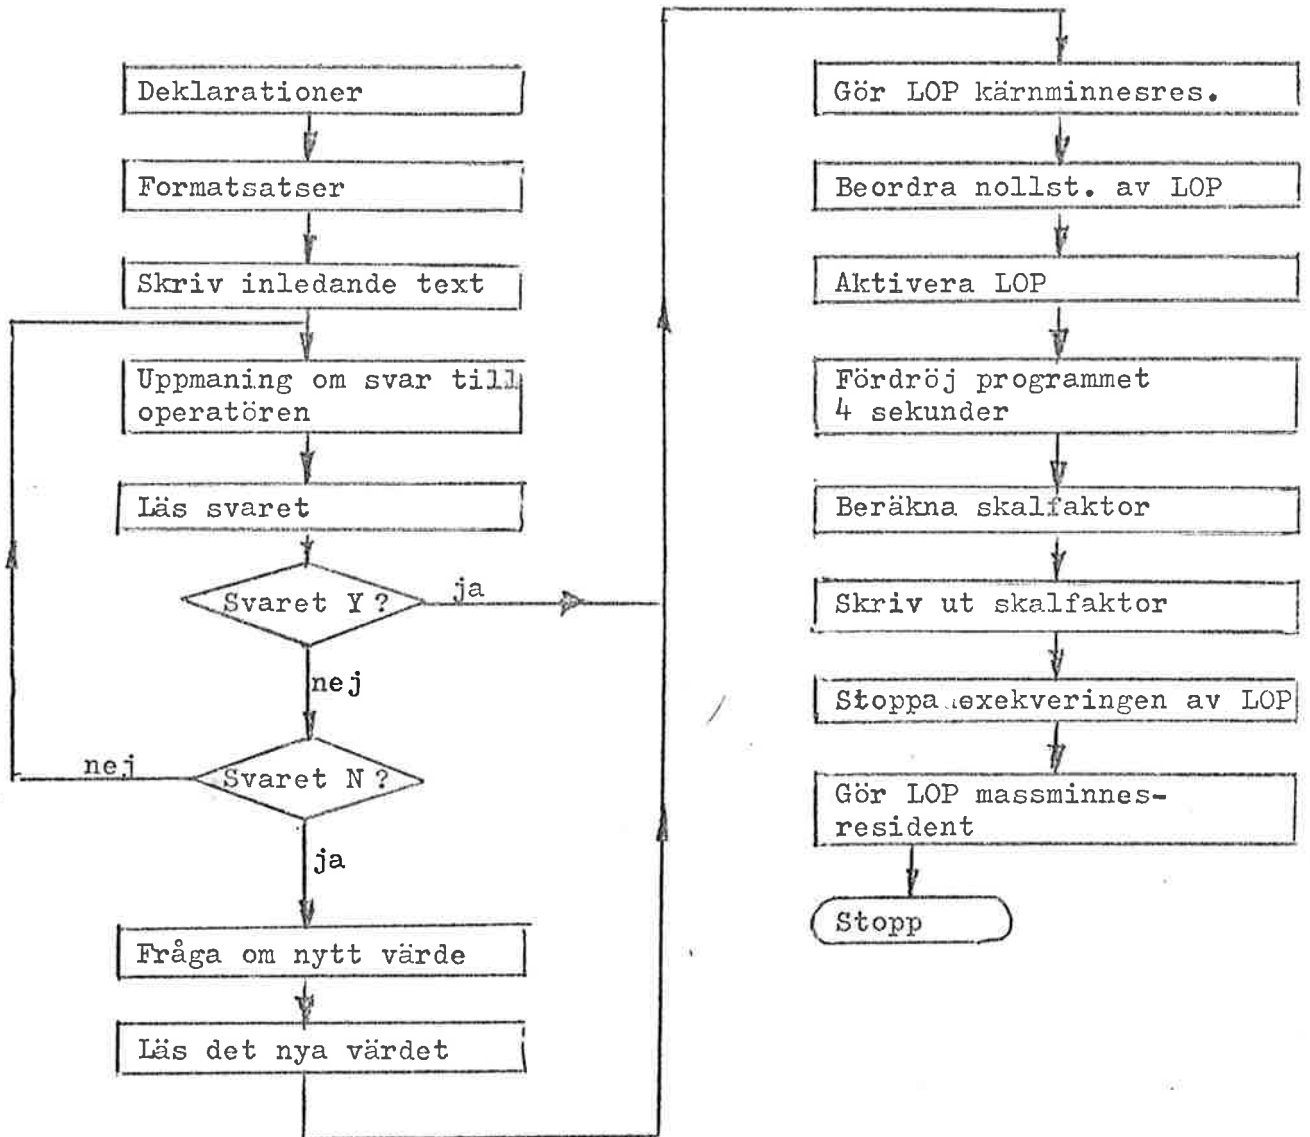 Deklarationer
Formatsatser
Skriv inledande text
Uppmaning om svar till
operatören
Läs svaret
Svaret Y?
ja
nej
Svaret N?
nej
ja
Fråga om nytt värde
Läs det nya värdet
Gör LOP kärnminnesres.
Beordra nollst. av LOP
Aktivera LOP
Fördröj programmet
4 sekunder
Beräkna skalfaktor
Skriv ut skalfaktor
Stoppa exekveringen av LOP
Gör LOP massminnes-
resident
Stopp